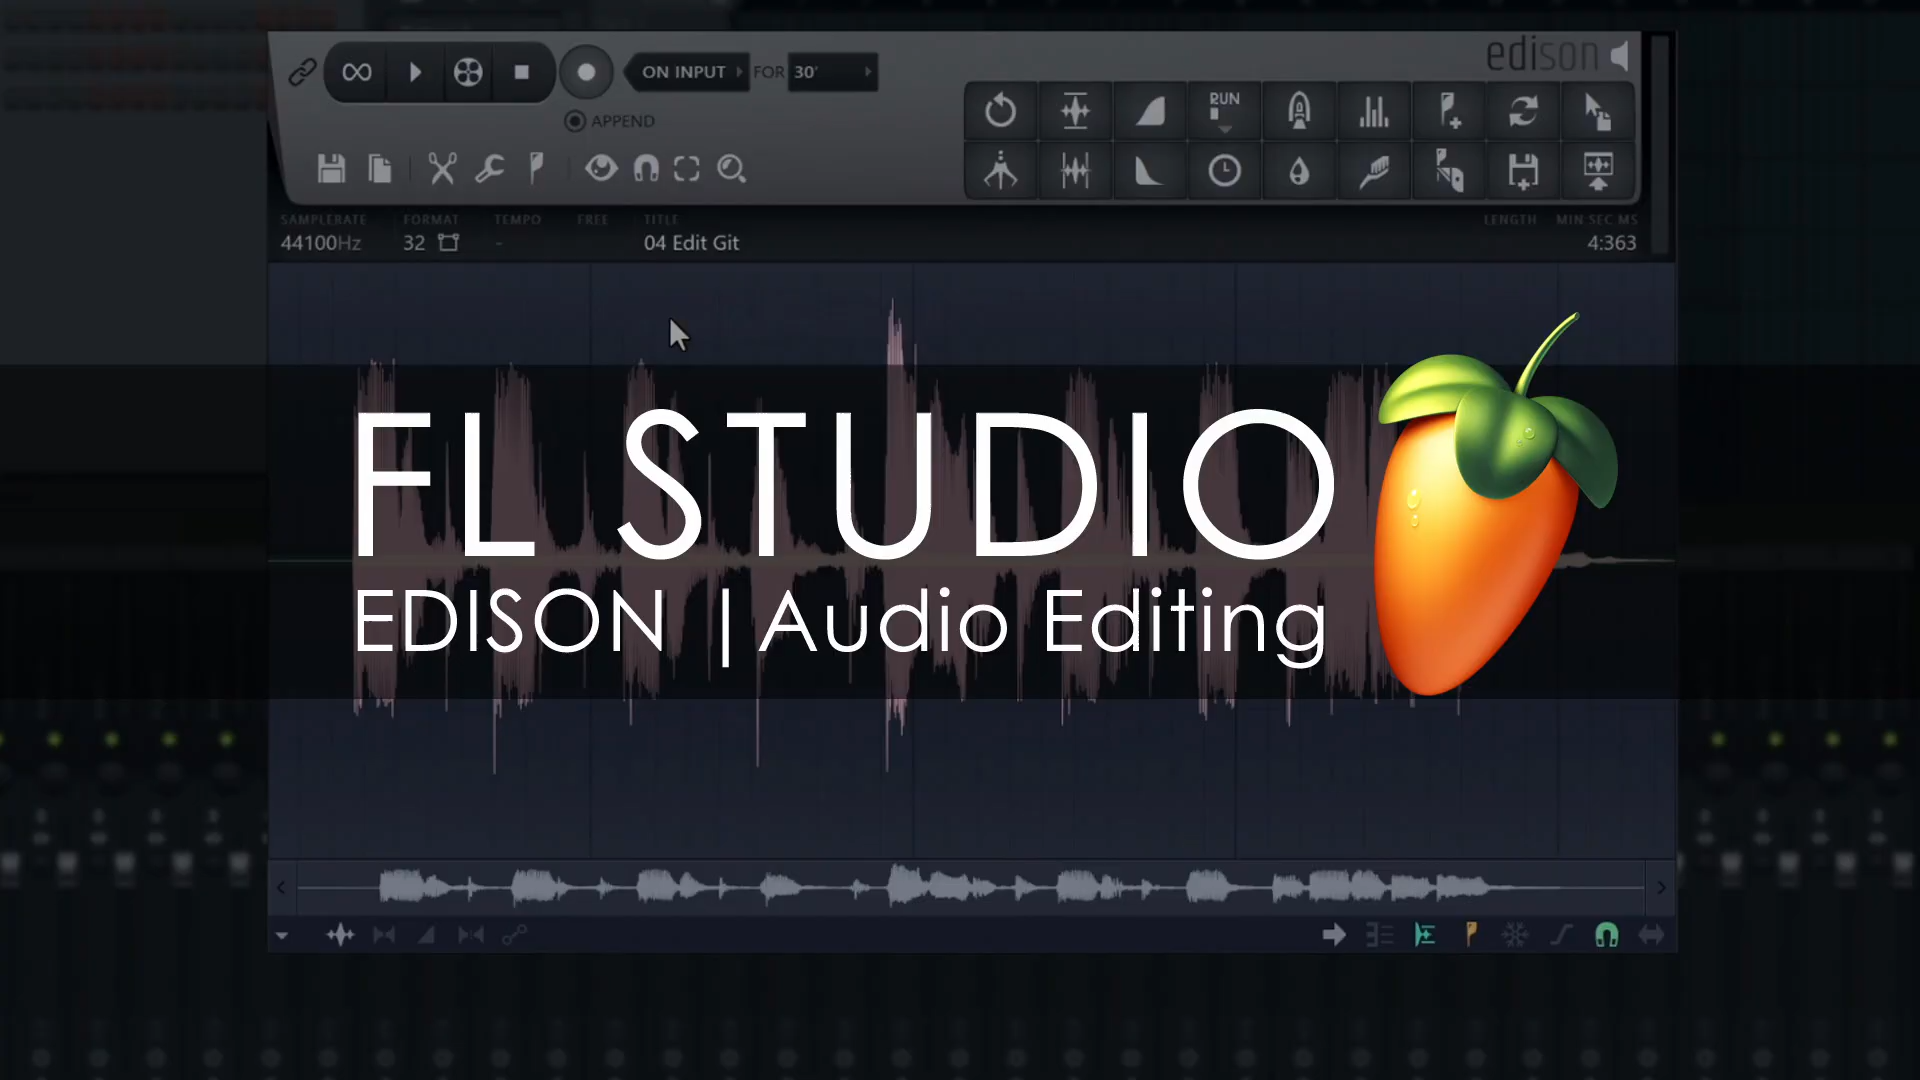 edison
ON INPUT FOR 30'
APPEND
RUN
SAMPLERATE FORMAT TEMPO FREE TITLE LENGTH MIN SEC MS
44100Hz 32 - 04 Edit Git 4:363
FL STUDIO
EDISON | Audio Editing